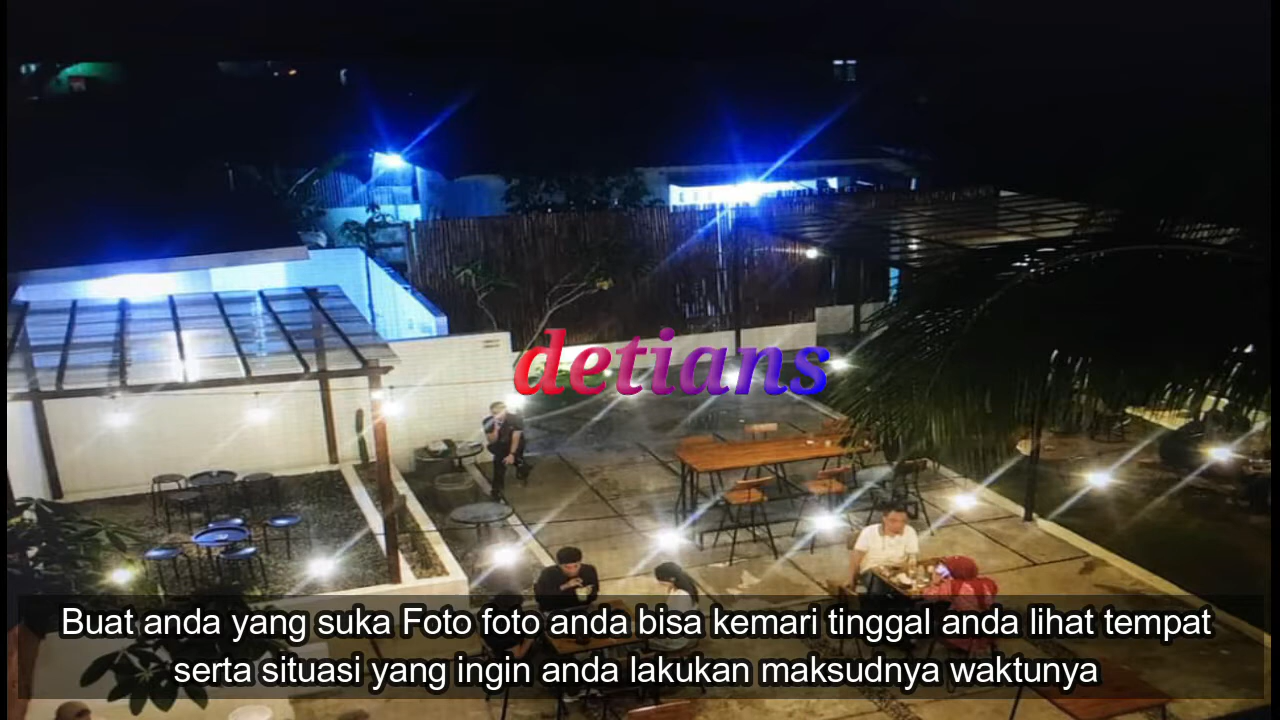 detians
Buat anda yang suka Foto foto anda bisa kemari tinggal anda lihat tempat
serta situasi yang ingin anda lakukan maksudnya waktunya